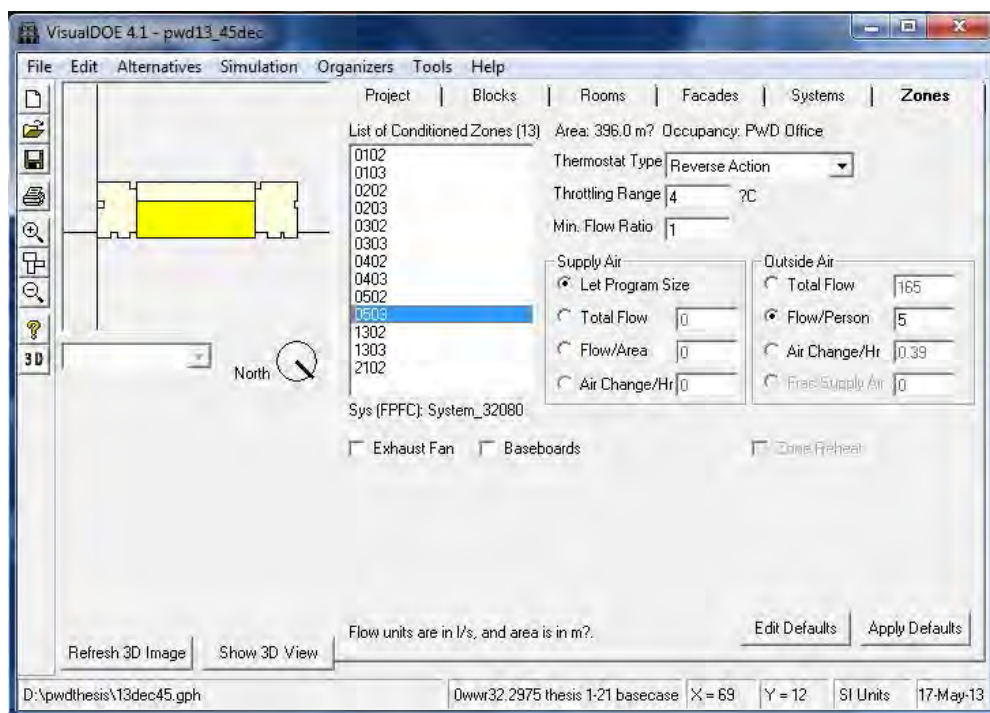 VisualDOE 4.1 - pwd13_45dec
File Edit Alternatives Simulation Organizers Tools Help
Project | Blocks | Rooms | Facades | Systems | Zones
List of Conditioned Zones (13) Area: 396.0 m? Occupancy: PWD Office
0102
0103
0202
0203
0302
0303
0402
0403
0502
0503
1302
1303
2102
Thermostat Type Reverse Action
Throttling Range 4 ?C
Min. Flow Ratio 1
Supply Air
Let Program Size
Total Flow 0
Flow/Area 0
Air Change/Hr 0
Outside Air
Total Flow 165
Flow/Person 5
Air Change/Hr 0.39
Frac Supply Air 0
3D
North
Sys (FPFC): System_32080
Exhaust Fan Baseboards Zone Reheat
Flow units are in l/s, and area is in m?.
Edit Defaults Apply Defaults
Refresh 3D Image Show 3D View
D:\pwdthesis\13dec45.gph 0wwr32.2975 thesis 1-21 basecase X = 69 Y = 12 SI Units 17-May-13